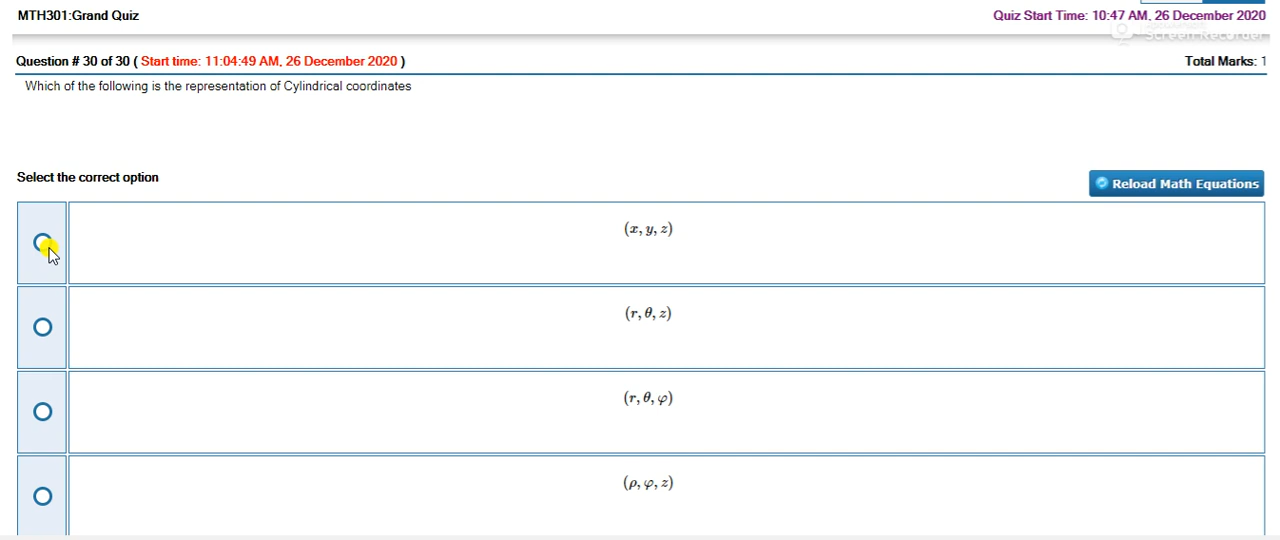 MTH301:Grand Quiz
Quiz Start Time: 10:47 AM, 26 December 2020
Screen Recorder
Question # 30 of 30 ( Start time: 11:04:49 AM, 26 December 2020 )
Total Marks: 1
Which of the following is the representation of Cylindrical coordinates
Select the correct option
Reload Math Equations
(x, y, z)
(r, θ, z)
(r, θ, φ)
(ρ, φ, z)